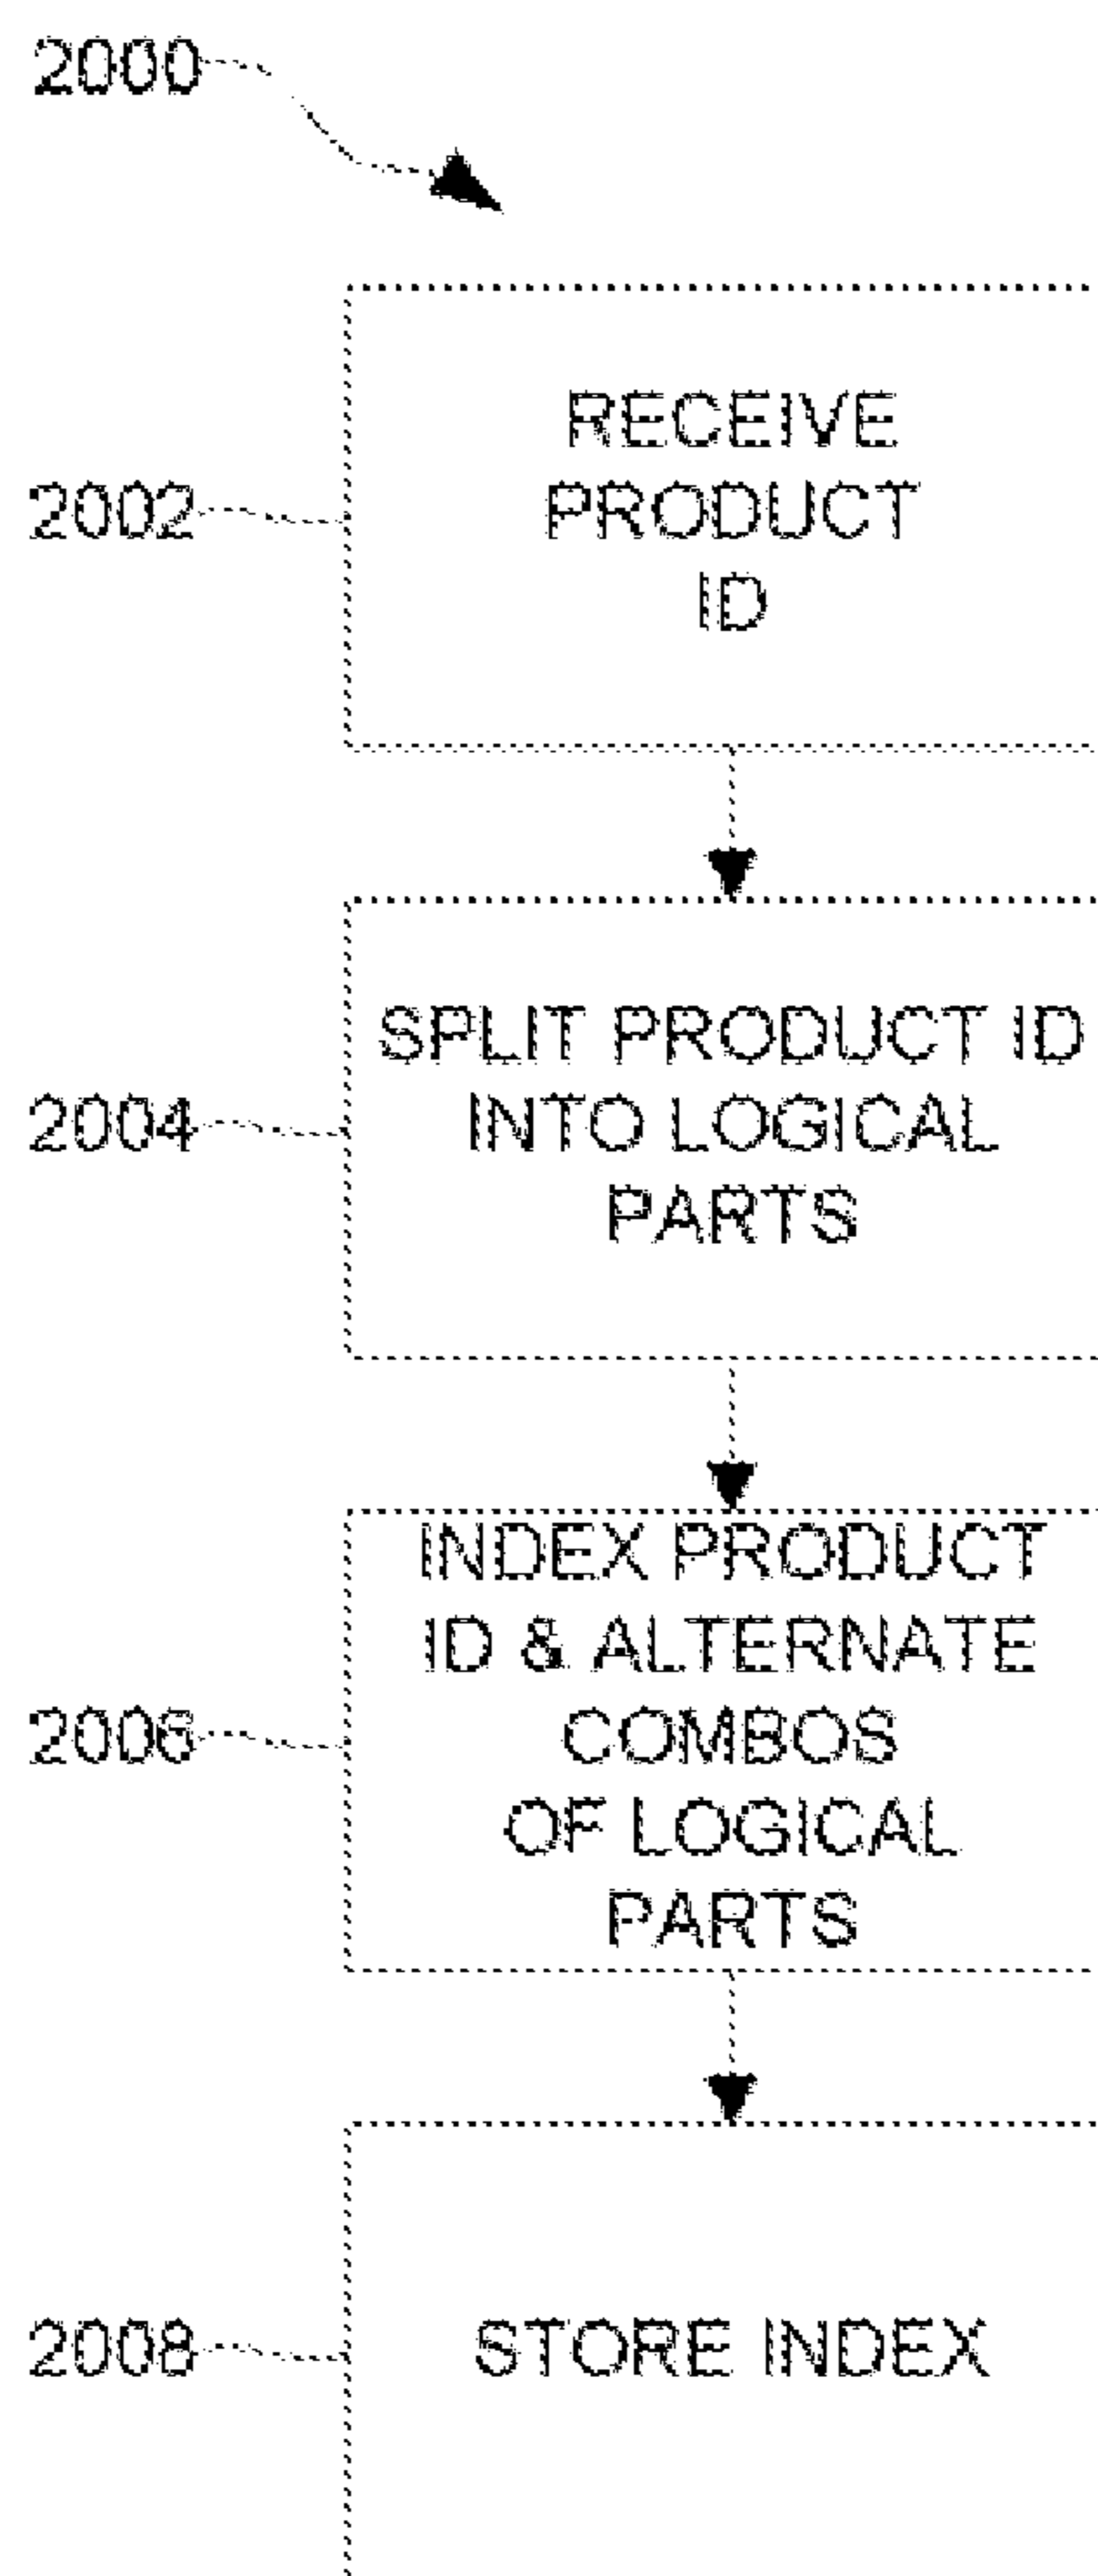 2000
RECEIVE
PRODUCT
ID
2002
SPLIT PRODUCT ID
INTO LOGICAL
PARTS
2004
INDEX PRODUCT
ID & ALTERNATE
COMBOS
OF LOGICAL
PARTS
2006
STORE INDEX
2008